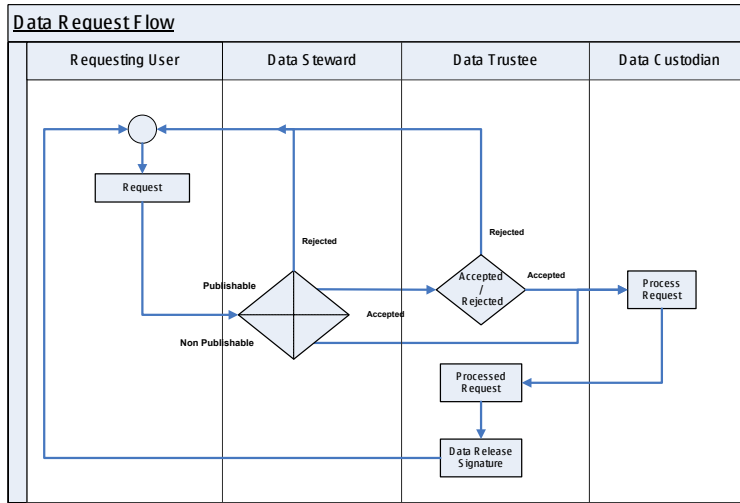 Data Request Flow
Requesting User
Data Steward
Data Trustee
Data Custodian
Request
Rejected
Rejected
Publishable
Accepted
/
Rejected
Accepted
Process
Request
Accepted
Non Publishable
Processed
Request
Data Release
Signature